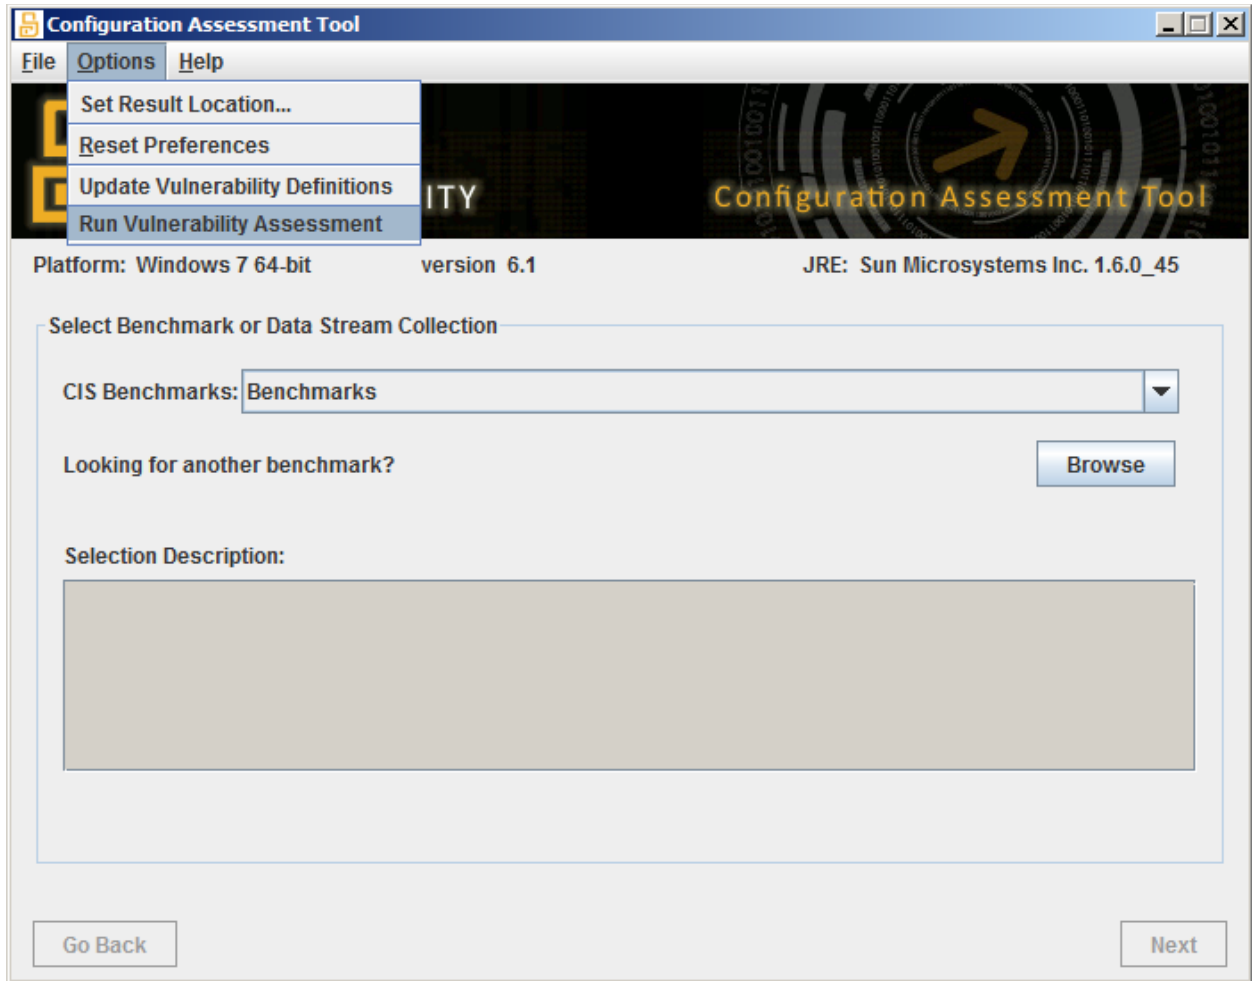 Configuration Assessment Tool
File Options Help
Set Result Location...
Reset Preferences
Update Vulnerability Definitions
Run Vulnerability Assessment
ITY
Configuration Assessment Tool
Platform: Windows 7 64-bit version 6.1 JRE: Sun Microsystems Inc. 1.6.0_45
Select Benchmark or Data Stream Collection
CIS Benchmarks: Benchmarks
Looking for another benchmark? Browse
Selection Description:
Go Back Next